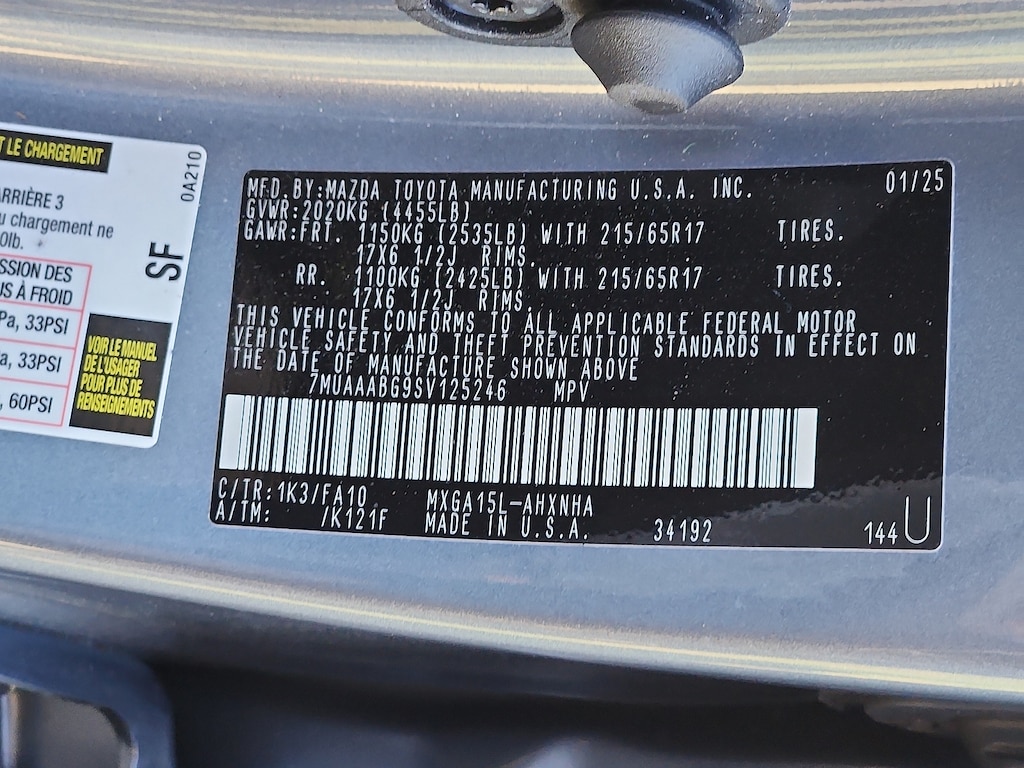 T LE CHARGEMENT
0A210
ARRIÈRE 3
u chargement ne
0lb.
SF
SSION DES
US À FROID
Pa, 33PSI
a, 33PSI
, 60PSI
VOIR LE MANUEL
DE L'USAGER
POUR PLUS DE
RENSEIGNEMENTS
MFD.BY:MAZDA TOYOTA MANUFACTURING U.S.A. INC. 01/25
GVWR:2020KG (4455LB)
GAWR:FRT. 1150KG (2535LB) WITH 215/65R17 TIRES.
17X6 1/2J RIMS.
RR. 1100KG (2425LB) WITH 215/65R17 TIRES.
17X6 1/2J RIMS.
THIS VEHICLE CONFORMS TO ALL APPLICABLE FEDERAL MOTOR
VEHICLE SAFETY AND THEFT PREVENTION STANDARDS IN EFFECT ON
THE DATE OF MANUFACTURE SHOWN ABOVE
7MUAAABG9SV125246 MPV
C/TR:1K3/FA10 MXGA15L-AHXNHA
A/TM: /K121F MADE IN U.S.A. 34192 144U